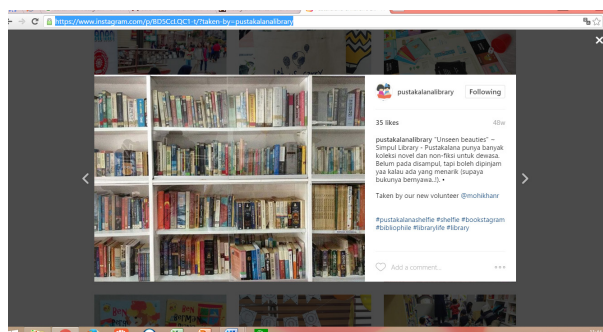 https://www.instagram.com/p/BD5CcLQC1-t/?taken-by=pustakalanalibrary
pustakalanalibrary
Following
35 likes
48w
pustakalanalibrary "Unseen beauties" ~
Simpul Library - Pustakalana punya banyak
koleksi novel dan non-fiksi untuk dewasa.
Belum pada disampul, tapi boleh dipinjam
yaa kalau ada yang menarik (supaya
bukunya bernyawa..!). •
Taken by our new volunteer @mohikhanr
#pustakalanashelfie #shelfie #bookstagram
#bibliophile #librarylife #library
Add a comment...